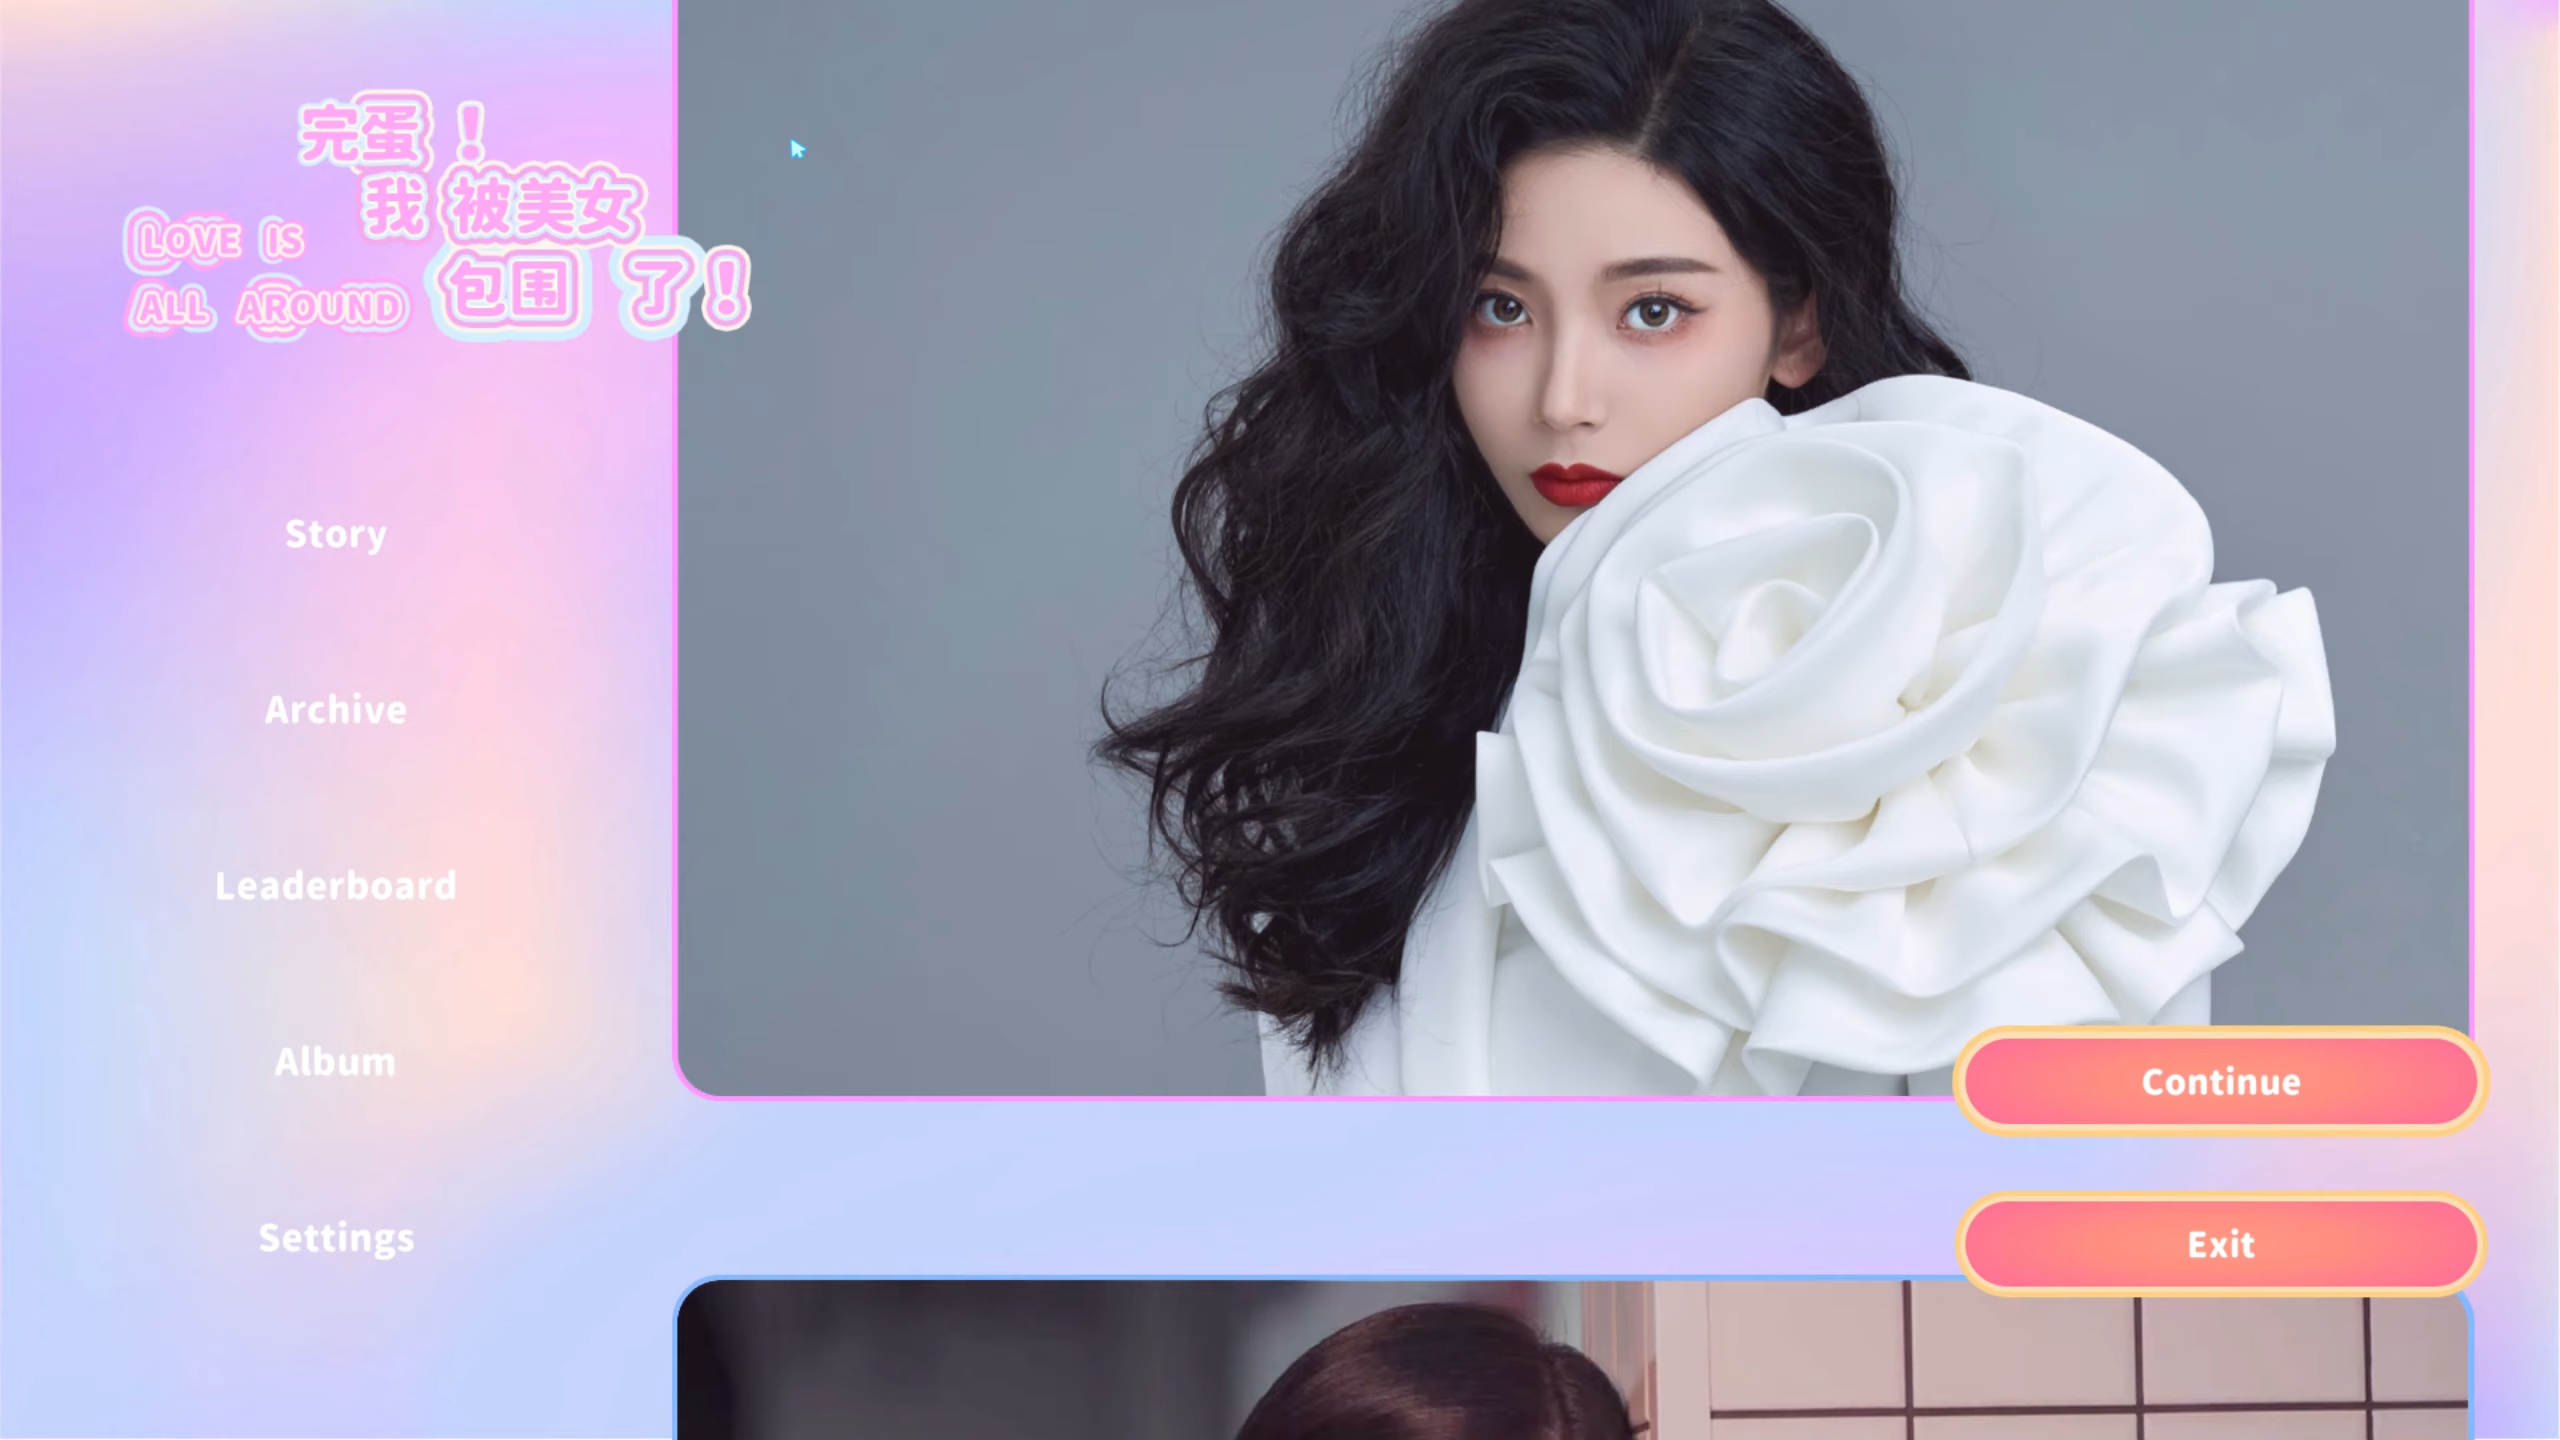 完蛋！
我被美女
包围了！
LOVE IS
ALL AROUND
Story
Archive
Leaderboard
Album
Settings
Continue
Exit